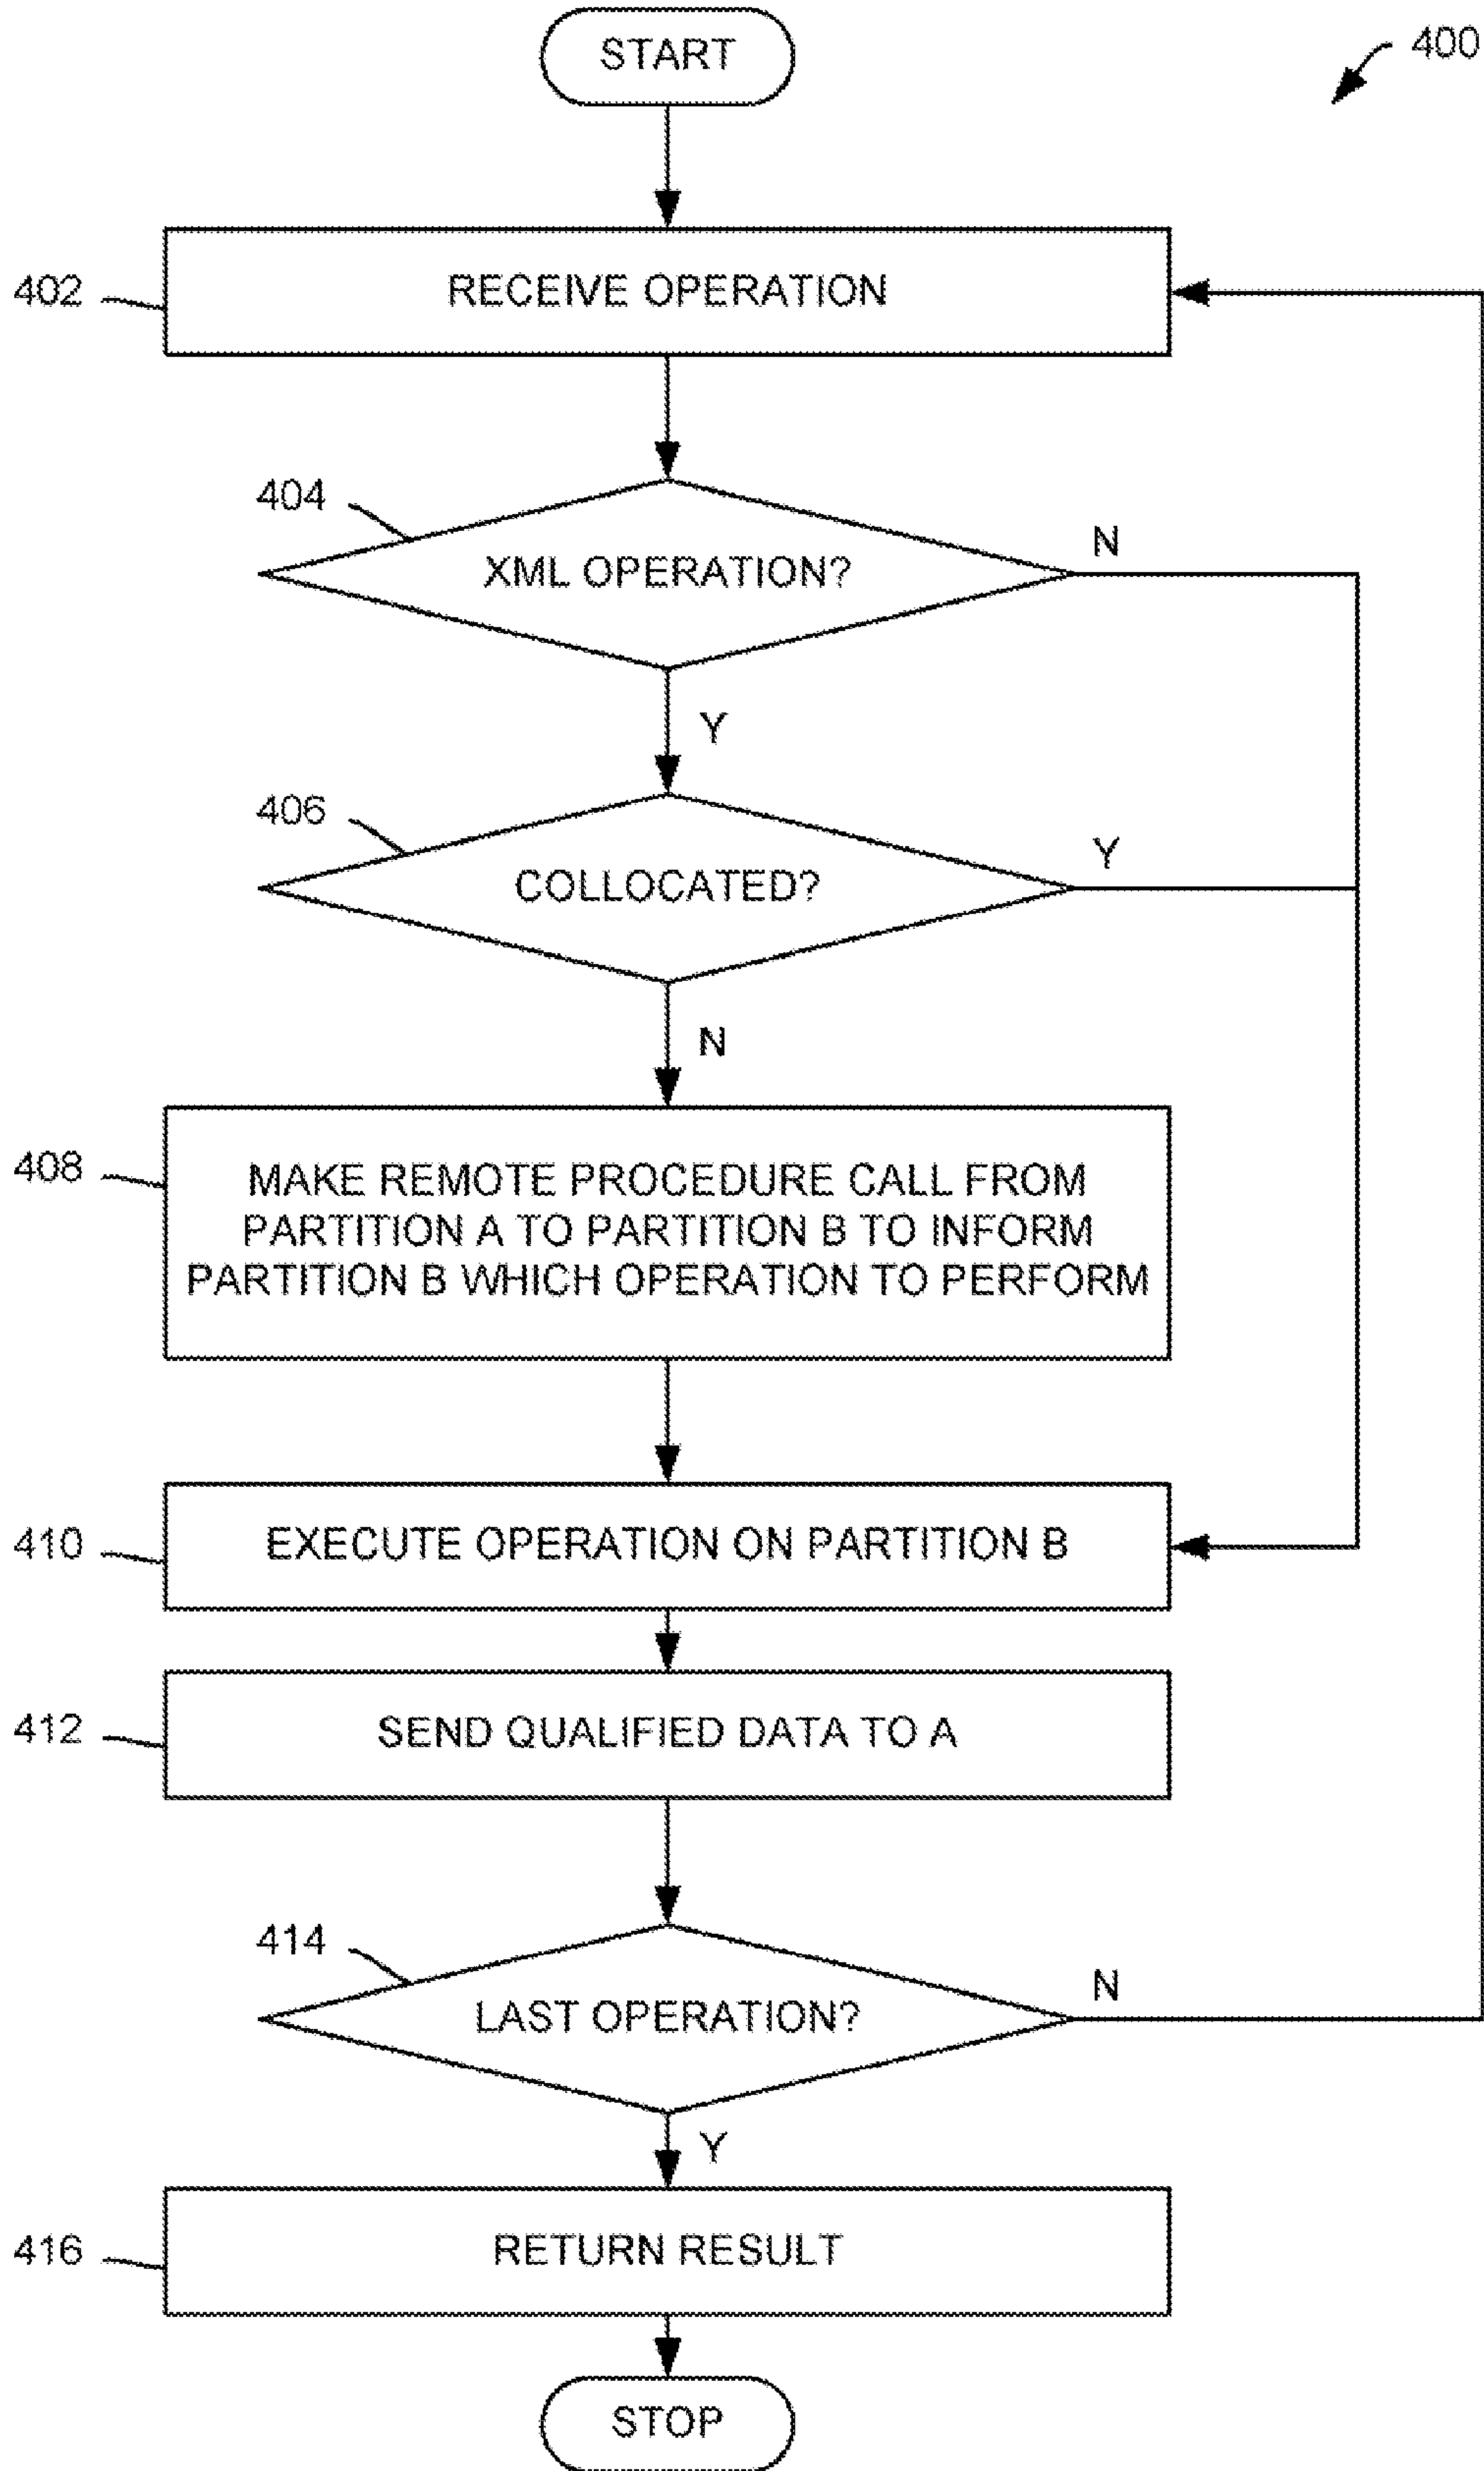 START
400
402
RECEIVE OPERATION
404
XML OPERATION?
N
Y
406
COLLOCATED?
Y
N
408
MAKE REMOTE PROCEDURE CALL FROM
PARTITION A TO PARTITION B TO INFORM
PARTITION B WHICH OPERATION TO PERFORM
410
EXECUTE OPERATION ON PARTITION B
412
SEND QUALIFIED DATA TO A
414
LAST OPERATION?
N
Y
416
RETURN RESULT
STOP